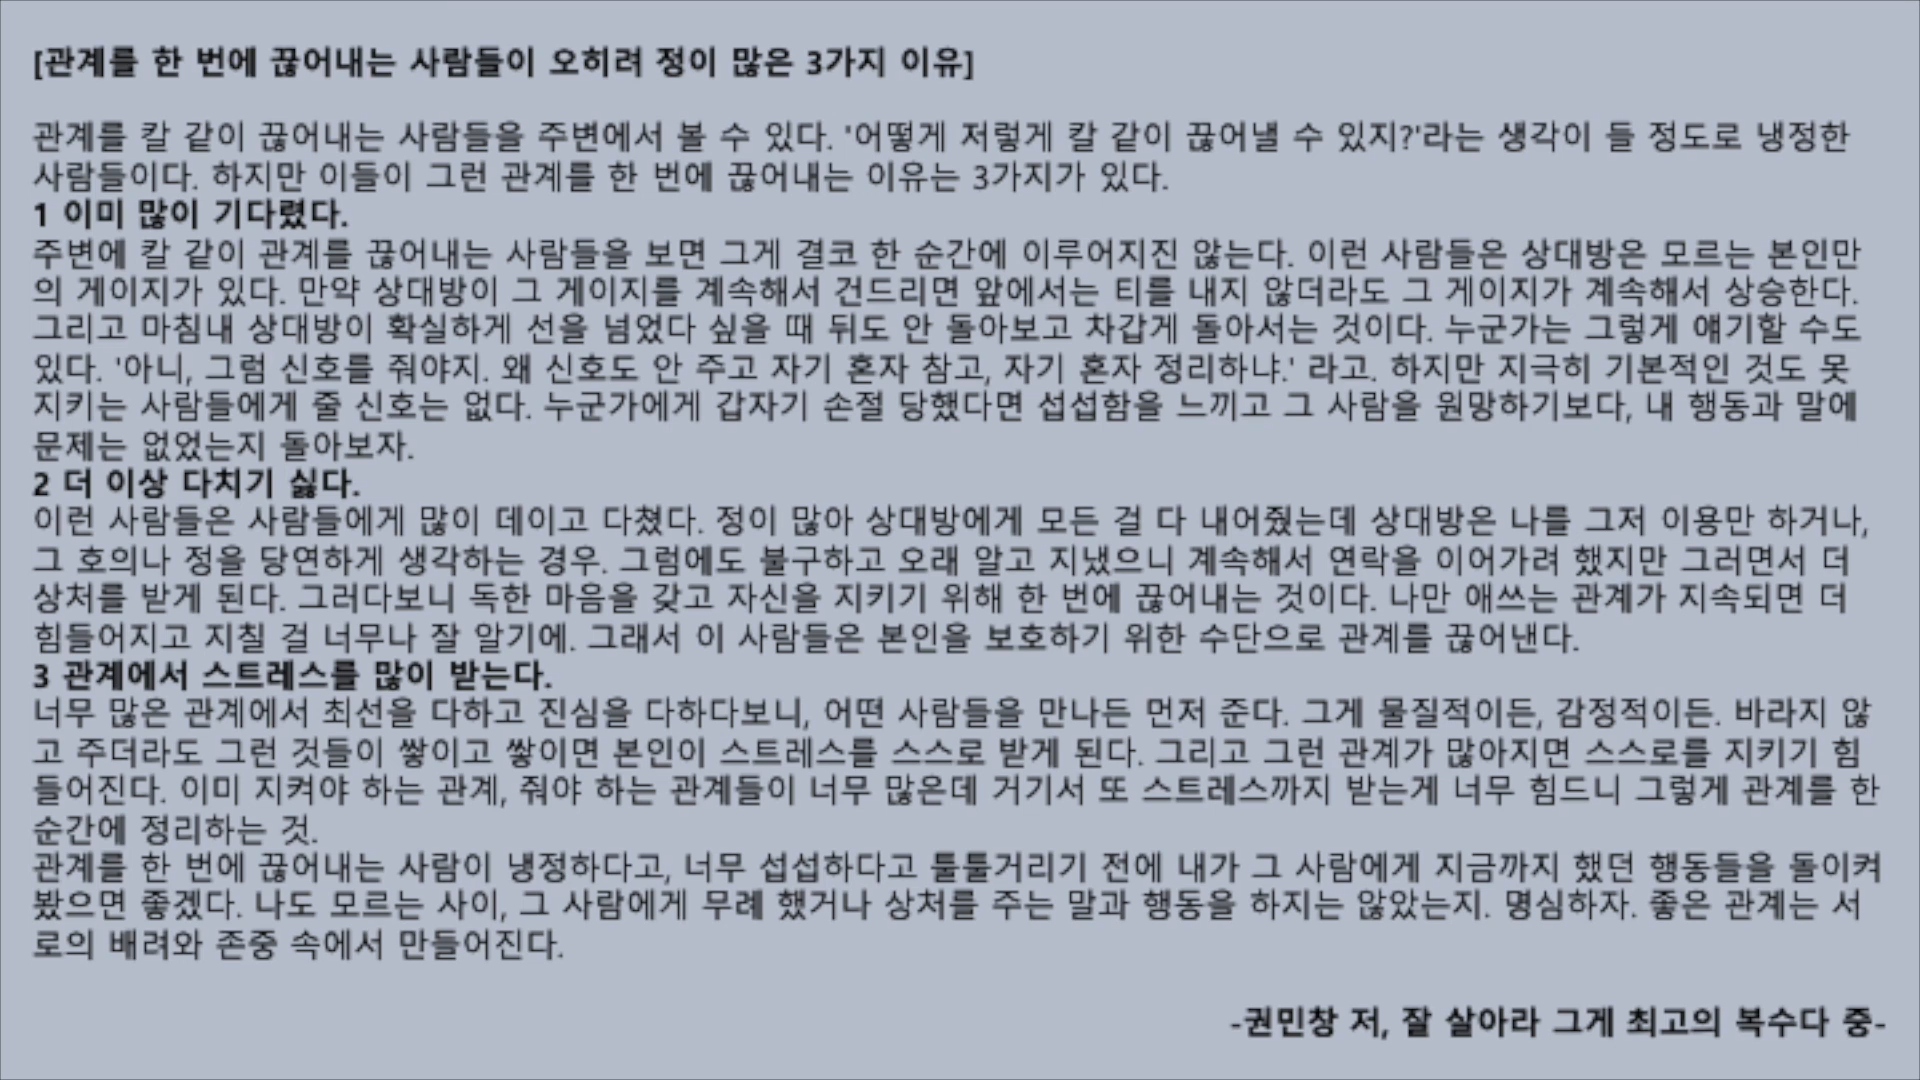 [관계를 한 번에 끊어내는 사람들이 오히려 정이 많은 3가지 이유]
관계를 칼 같이 끊어내는 사람들을 주변에서 볼 수 있다. '어떻게 저렇게 칼 같이 끊어낼 수 있지?'라는 생각이 들 정도로 냉정한
사람들이다. 하지만 이들이 그런 관계를 한 번에 끊어내는 이유는 3가지가 있다.
1 이미 많이 기다렸다.
주변에 칼 같이 관계를 끊어내는 사람들을 보면 그게 결코 한 순간에 이루어지진 않는다. 이런 사람들은 상대방은 모르는 본인만
의 게이지가 있다. 만약 상대방이 그 게이지를 계속해서 건드리면 앞에서는 티를 내지 않더라도 그 게이지가 계속해서 상승한다.
그리고 마침내 상대방이 확실하게 선을 넘었다 싶을 때 뒤도 안 돌아보고 차갑게 돌아서는 것이다. 누군가는 그렇게 얘기할 수도
있다. '아니, 그럼 신호를 줘야지. 왜 신호도 안 주고 자기 혼자 참고, 자기 혼자 정리하냐.' 라고. 하지만 지극히 기본적인 것도 못
지키는 사람들에게 줄 신호는 없다. 누군가에게 갑자기 손절 당했다면 섭섭함을 느끼고 그 사람을 원망하기보다, 내 행동과 말에
문제는 없었는지 돌아보자.
2 더 이상 다치기 싫다.
이런 사람들은 사람들에게 많이 데이고 다쳤다. 정이 많아 상대방에게 모든 걸 다 내어줬는데 상대방은 나를 그저 이용만 하거나,
그 호의나 정을 당연하게 생각하는 경우. 그럼에도 불구하고 오래 알고 지냈으니 계속해서 연락을 이어가려 했지만 그러면서 더
상처를 받게 된다. 그러다보니 독한 마음을 갖고 자신을 지키기 위해 한 번에 끊어내는 것이다. 나만 애쓰는 관계가 지속되면 더
힘들어지고 지칠 걸 너무나 잘 알기에. 그래서 이 사람들은 본인을 보호하기 위한 수단으로 관계를 끊어낸다.
3 관계에서 스트레스를 많이 받는다.
너무 많은 관계에서 최선을 다하고 진심을 다하다보니, 어떤 사람들을 만나든 먼저 준다. 그게 물질적이든, 감정적이든. 바라지 않
고 주더라도 그런 것들이 쌓이고 쌓이면 본인이 스트레스를 스스로 받게 된다. 그리고 그런 관계가 많아지면 스스로를 지키기 힘
들어진다. 이미 지켜야 하는 관계, 줘야 하는 관계들이 너무 많은데 거기서 또 스트레스까지 받는게 너무 힘드니 그렇게 관계를 한
순간에 정리하는 것.
관계를 한 번에 끊어내는 사람이 냉정하다고, 너무 섭섭하다고 툴툴거리기 전에 내가 그 사람에게 지금까지 했던 행동들을 돌이켜
봤으면 좋겠다. 나도 모르는 사이, 그 사람에게 무례 했거나 상처를 주는 말과 행동을 하지는 않았는지. 명심하자. 좋은 관계는 서
로의 배려와 존중 속에서 만들어진다.
-권민창 저, 잘 살아라 그게 최고의 복수다 중-